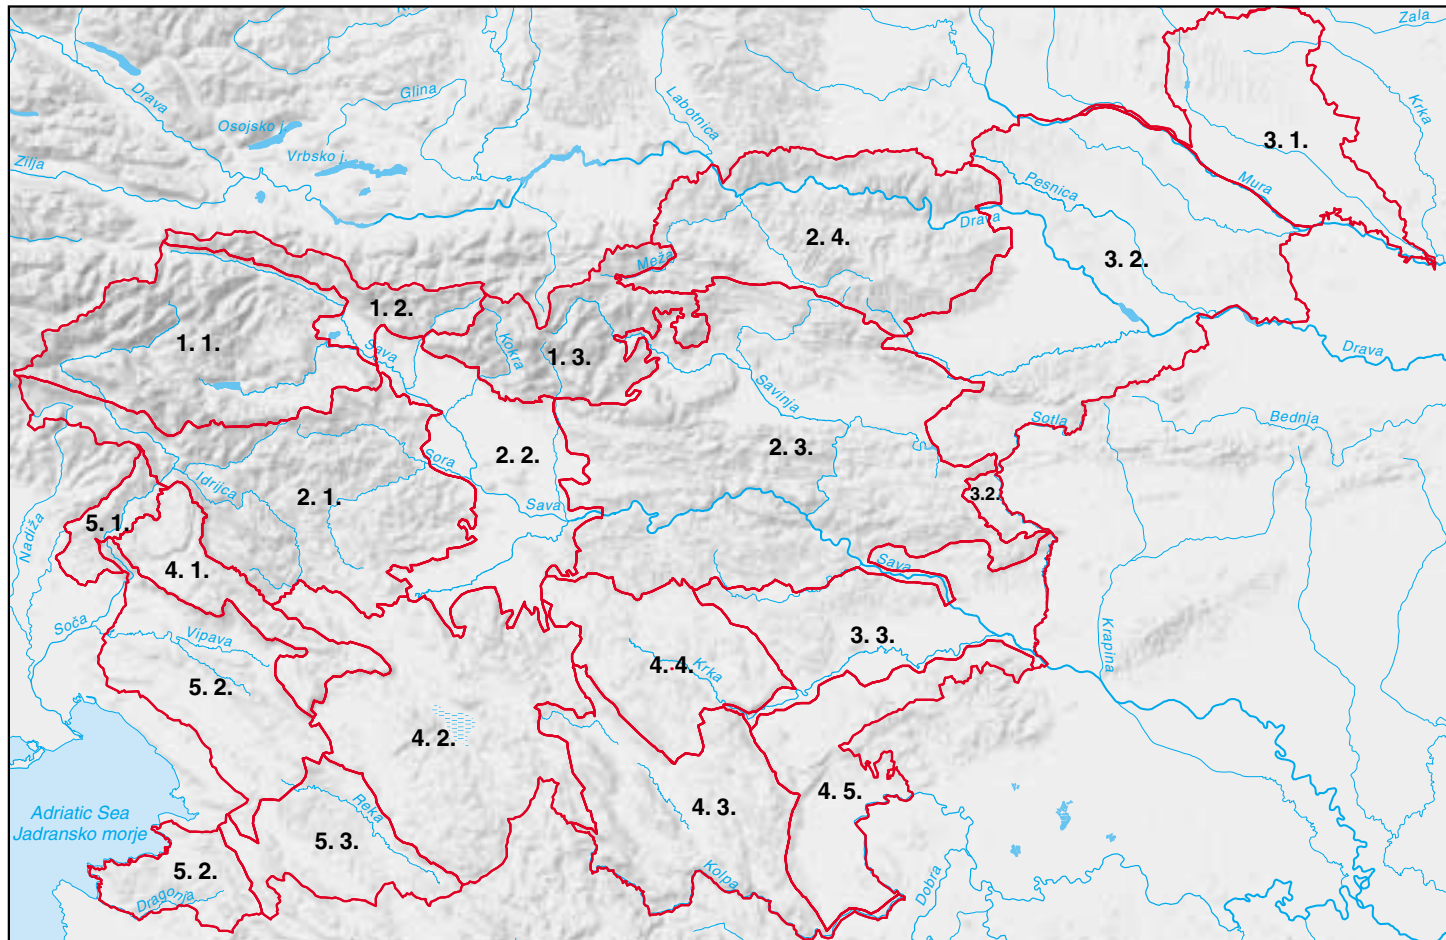 Zala
Drava
Glina
Labotnica
Krka
Osojsko j.
Vrbsko j.
Zilja
3. 1.
Pesnica
Mura
Drava
2. 4.
3. 2.
Meža
1. 2.
1. 1.
Sava
Kokra
1. 3.
Drava
Savinja
Sotla
Bednja
2. 3.
2. 2.
sora
Idrijca
2. 1.
3.2.
Sava
Nadiža
5. 1.
4. 1.
Sava
Soča
Vipava
3. 3.
Krapina
4. 4.
Krka
5. 2.
4. 2.
Adriatic Sea
Jadransko morje
Reka
4. 3.
4. 5.
5. 3.
5. 2.
Kolpa
Dobra
Dragonja